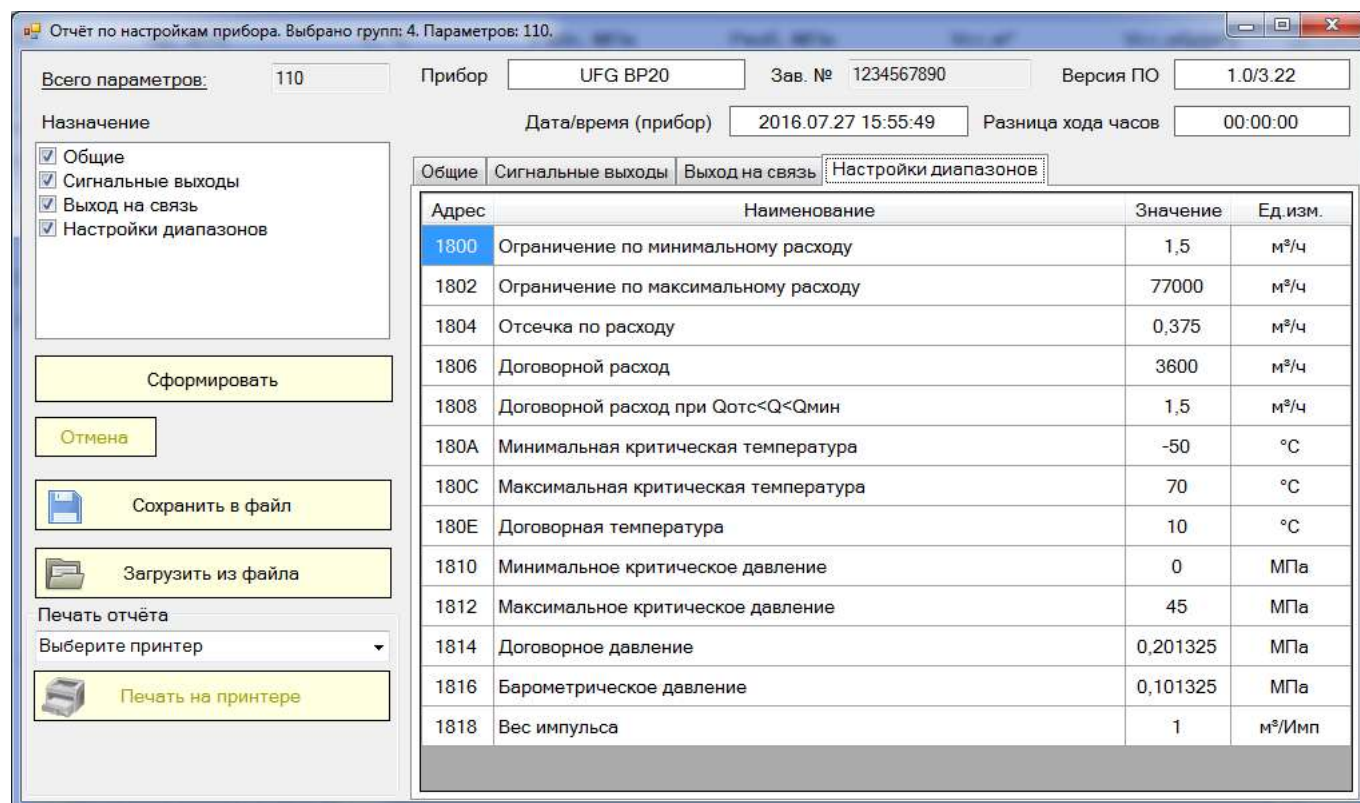 Отчёт по настройкам прибора. Выбрано групп: 4. Параметров: 110.
Всего параметров: 110
Прибор UFG BP20 Зав. № 1234567890 Версия ПО 1.0/3.22
Дата/время (прибор) 2016.07.27 15:55:49 Разница хода часов 00:00:00
Назначение
Общие
Сигнальные выходы
Выход на связь
Настройки диапазонов
Сформировать
Отмена
Сохранить в файл
Загрузить из файла
Печать отчёта
Выберите принтер
Печать на принтере
Общие Сигнальные выходы Выход на связь Настройки диапазонов
Адрес Наименование Значение Ед.изм.
1800 Ограничение по минимальному расходу 1,5 м³/ч
1802 Ограничение по максимальному расходу 77000 м³/ч
1804 Отсечка по расходу 0,375 м³/ч
1806 Договорной расход 3600 м³/ч
1808 Договорной расход при Qотс<Q<Qмин 1,5 м³/ч
180A Минимальная критическая температура -50 °C
180C Максимальная критическая температура 70 °C
180E Договорная температура 10 °C
1810 Минимальное критическое давление 0 МПа
1812 Максимальное критическое давление 45 МПа
1814 Договорное давление 0,201325 МПа
1816 Барометрическое давление 0,101325 МПа
1818 Вес импульса 1 м³/Имп